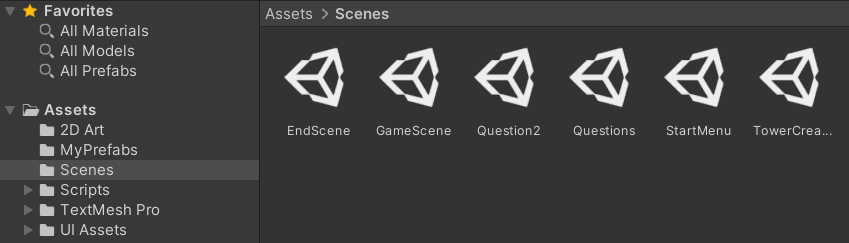 Favorites
All Materials
All Models
All Prefabs
Assets
2D Art
MyPrefabs
Scenes
Scripts
TextMesh Pro
UI Assets
Assets > Scenes
EndScene GameScene Question2 Questions StartMenu TowerCrea...